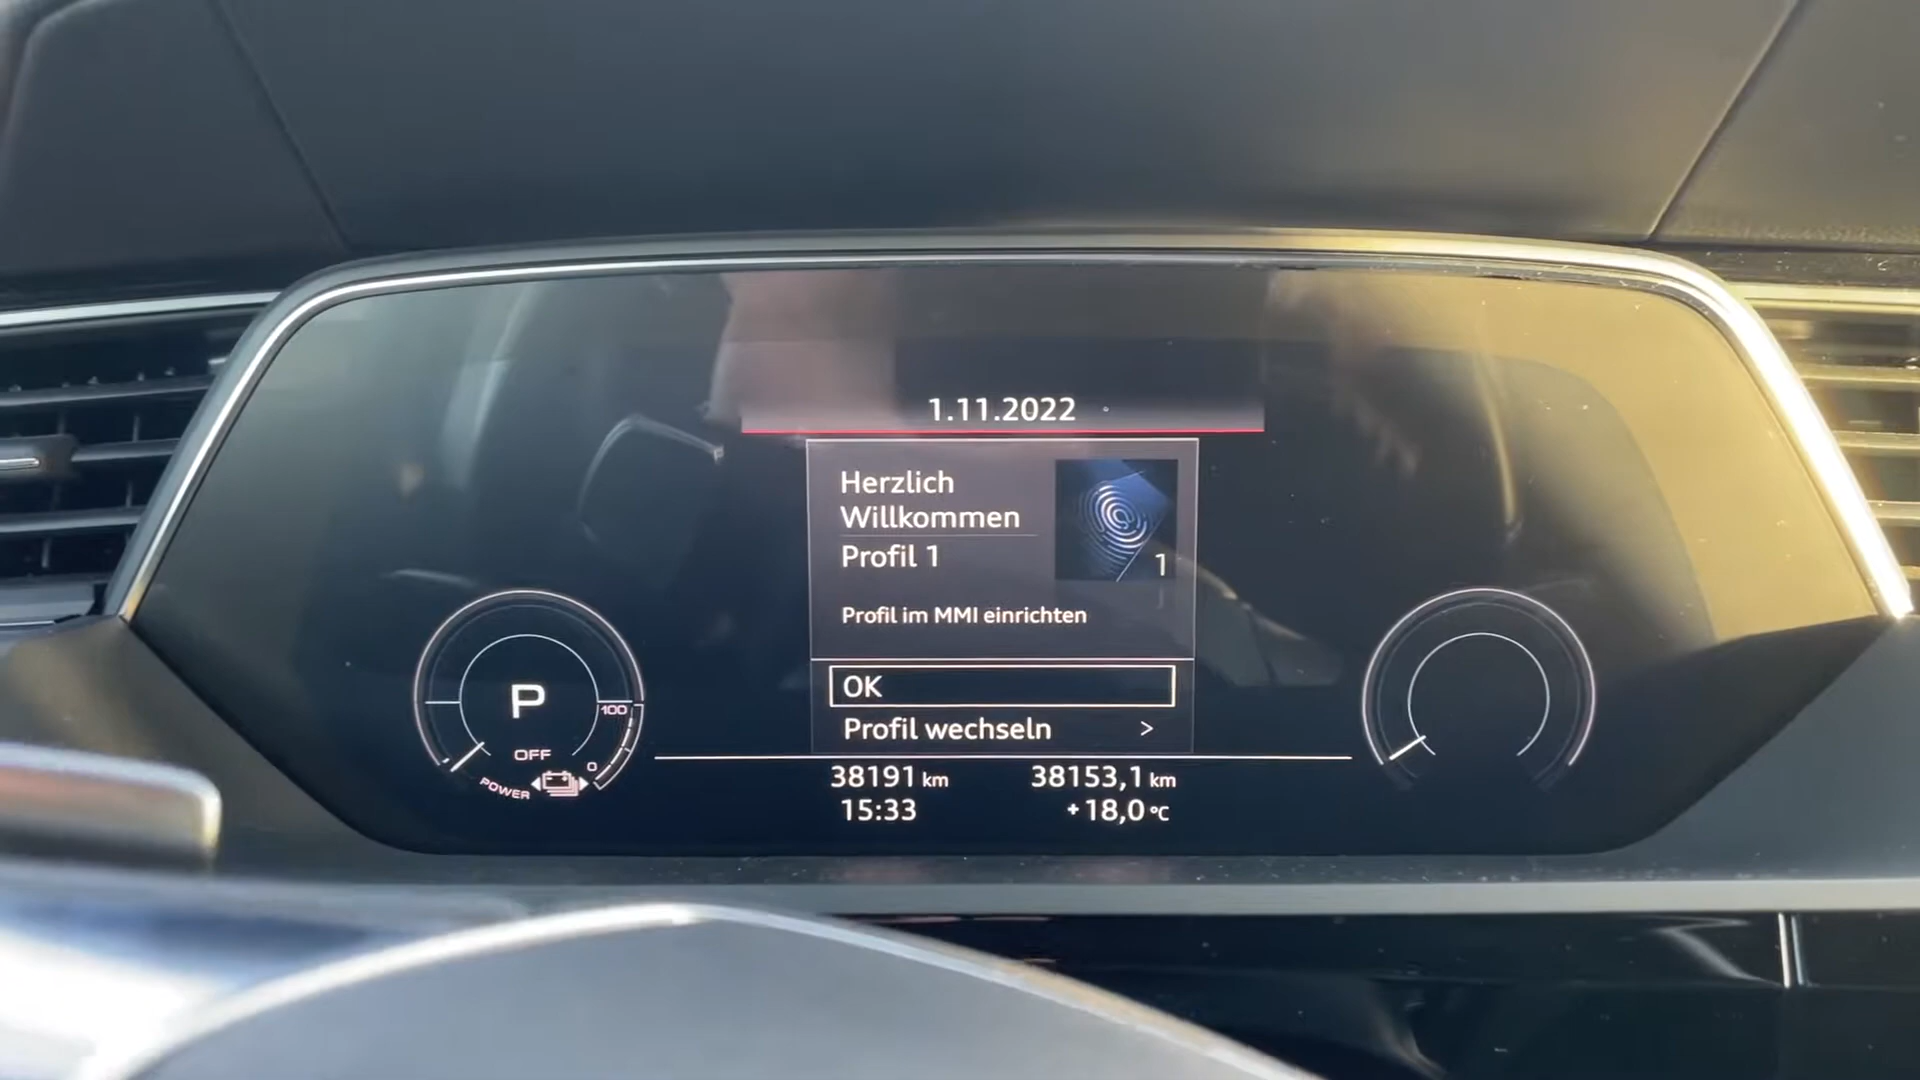 1.11.2022
Herzlich
Willkommen
Profil 1
1
Profil im MMI einrichten
OK
Profil wechseln >
P
100
OFF
0
POWER
38191 km 38153,1 km
15:33 +18,0 °C